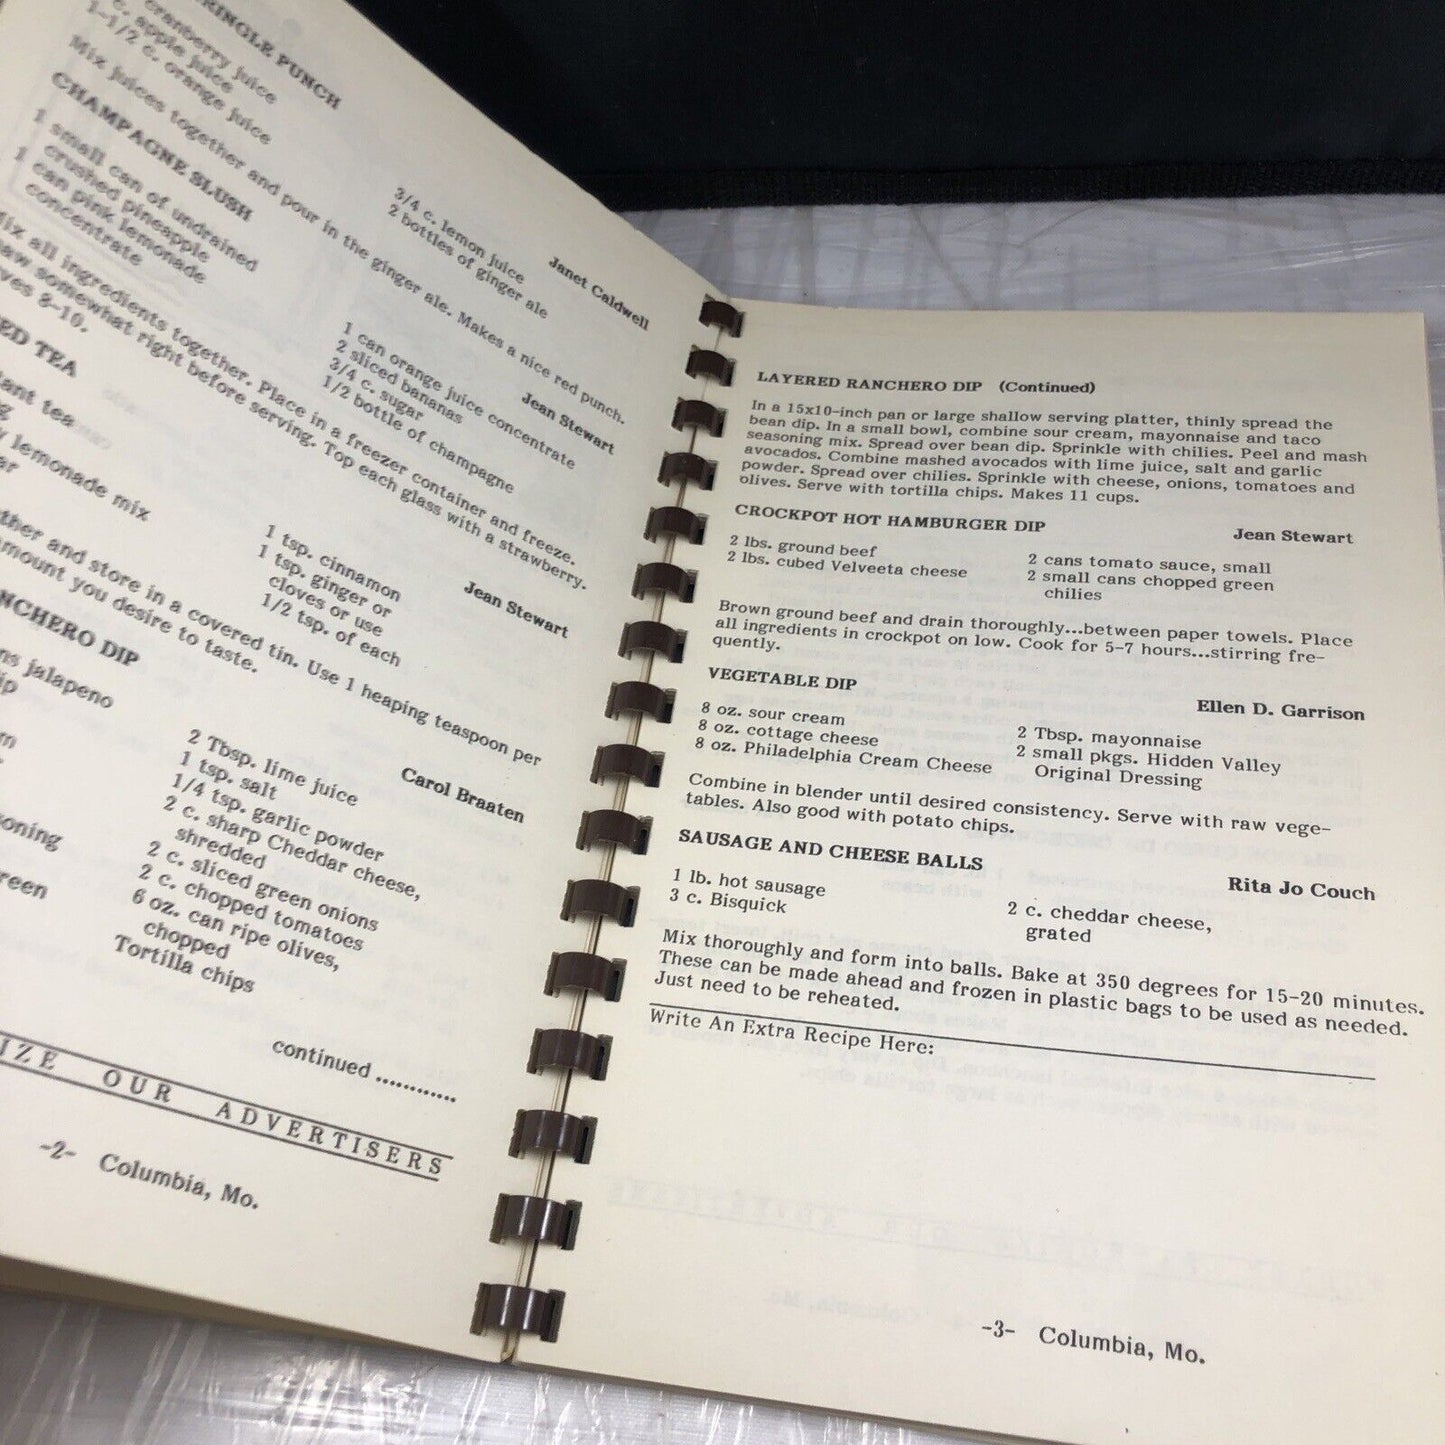 RINGLE PUNCH
Janet Caldwell
cranberry juice
c. apple juice
1-1/2 c. orange juice
3/4 c. lemon juice
2 bottles of ginger ale
Mix juices together and pour in the ginger ale. Makes a nice red punch.
CHAMPAGNE SLUSH
Jean Stewart
1 small can of undrained
crushed pineapple
1 can pink lemonade
concentrate
1 can orange juice concentrate
2 sliced bananas
3/4 c. sugar
1/2 bottle of champagne
Mix all ingredients together. Place in a freezer container and freeze.
aw somewhat right before serving. Top each glass with a strawberry.
ves 8-10.
ED TEA
Jean Stewart
tant tea
g
y lemonade mix
ar
1 tsp. cinnamon
1 tsp. ginger or
cloves or use
1/2 tsp. of each
ther and store in a covered tin. Use 1 heaping teaspoon per
amount you desire to taste.
NCHERO DIP
Carol Braaten
ns jalapeno
ip
m
oning
reen
2 Tbsp. lime juice
1 tsp. salt
1/4 tsp. garlic powder
2 c. sharp Cheddar cheese,
shredded
2 c. sliced green onions
2 c. chopped tomatoes
6 oz. can ripe olives,
chopped
Tortilla chips
continued ............
IZE OUR ADVERTISERS
-2- Columbia, Mo.
LAYERED RANCHERO DIP (Continued)
In a 15x10-inch pan or large shallow serving platter, thinly spread the
bean dip. In a small bowl, combine sour cream, mayonnaise and taco
seasoning mix. Spread over bean dip. Sprinkle with chilies. Peel and mash
avocados. Combine mashed avocados with lime juice, salt and garlic
powder. Spread over chilies. Sprinkle with cheese, onions, tomatoes and
olives. Serve with tortilla chips. Makes 11 cups.
CROCKPOT HOT HAMBURGER DIP
Jean Stewart
2 lbs. ground beef
2 lbs. cubed Velveeta cheese
2 cans tomato sauce, small
2 small cans chopped green
chilies
Brown ground beef and drain thoroughly...between paper towels. Place
all ingredients in crockpot on low. Cook for 5-7 hours...stirring fre-
quently.
VEGETABLE DIP
Ellen D. Garrison
8 oz. sour cream
8 oz. cottage cheese
8 oz. Philadelphia Cream Cheese
2 Tbsp. mayonnaise
2 small pkgs. Hidden Valley
Original Dressing
Combine in blender until desired consistency. Serve with raw vege-
tables. Also good with potato chips.
SAUSAGE AND CHEESE BALLS
Rita Jo Couch
1 lb. hot sausage
3 c. Bisquick
2 c. cheddar cheese,
grated
Mix thoroughly and form into balls. Bake at 350 degrees for 15-20 minutes.
These can be made ahead and frozen in plastic bags to be used as needed.
Just need to be reheated.
Write An Extra Recipe Here:
-3- Columbia, Mo.